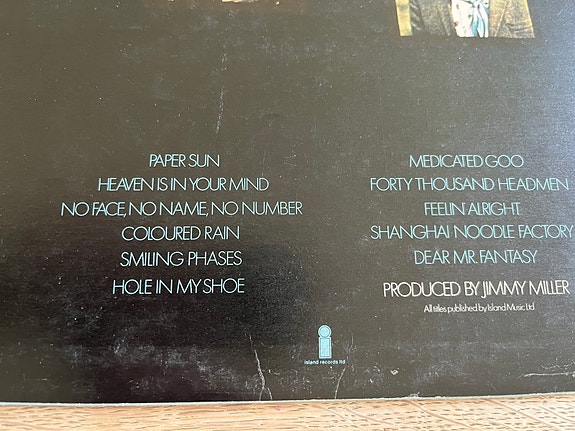 PAPER SUN
HEAVEN IS IN YOUR MIND
NO FACE, NO NAME, NO NUMBER
COLOURED RAIN
SMILING PHASES
HOLE IN MY SHOE
MEDICATED GOO
FORTY THOUSAND HEADMEN
FEELIN ALRIGHT
SHANGHAI NOODLE FACTORY
DEAR MR. FANTASY
PRODUCED BY JIMMY MILLER
All titles published by Island Music Ltd
island records ltd